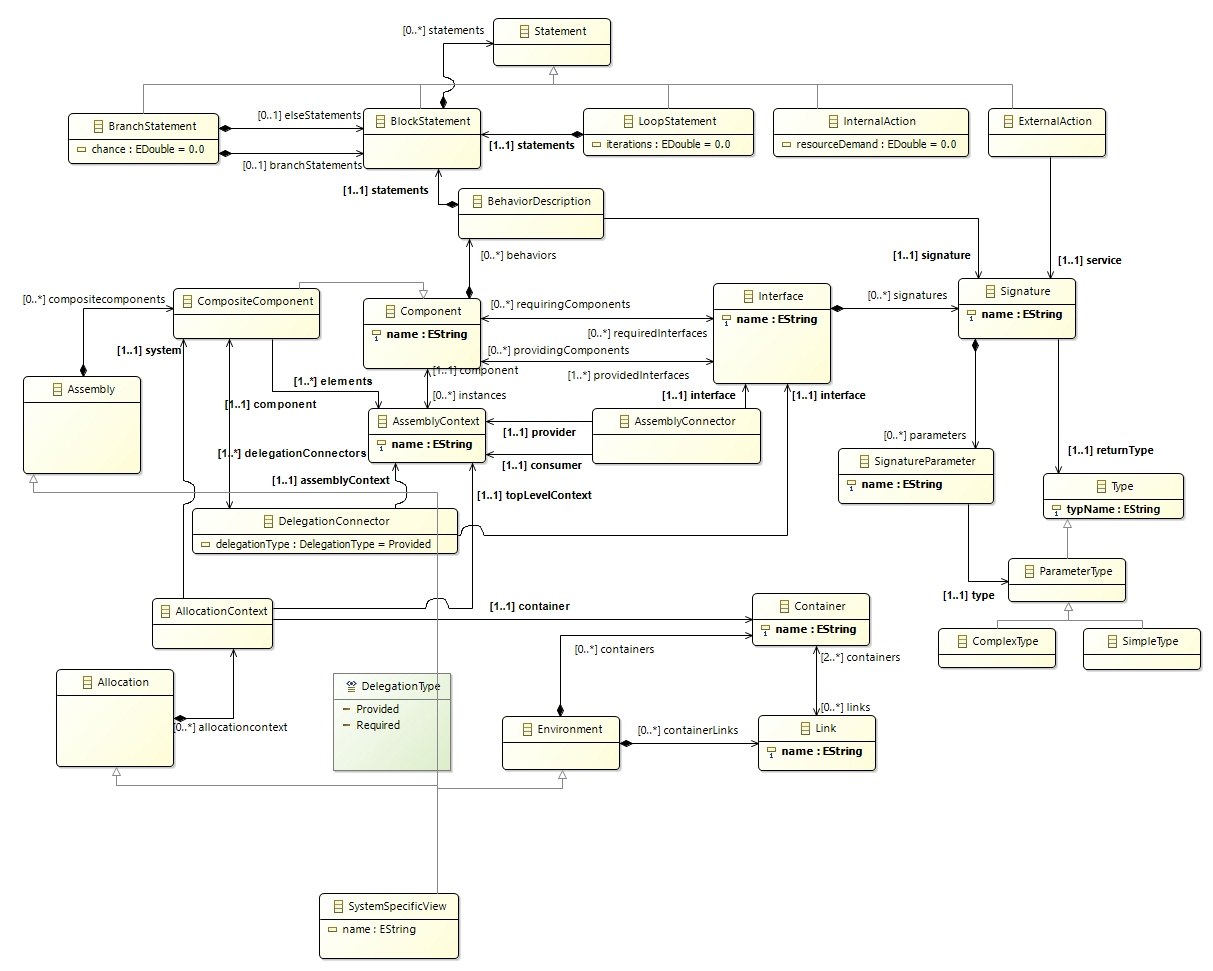 [0..*] statements
Statement
BranchStatement
chance : EDouble = 0.0
[0..1] elseStatements
[0..1] branchStatements
BlockStatement
[1..1] statements
LoopStatement
iterations : EDouble = 0.0
InternalAction
resourceDemand : EDouble = 0.0
ExternalAction
[1..1] statements
BehaviorDescription
[0..*] behaviors
[1..1] signature
[1..1] service
[0..*] compositecomponents
CompositeComponent
Component
name : EString
[0..*] requiringComponents
[0..*] requiredInterfaces
[0..*] providingComponents
[1..*] providedInterfaces
Interface
name : EString
[0..*] signatures
Signature
name : EString
[1..1] system
[1..1] component
[1..*] elements
[0..*] instances
[1..1] interface
[1..1] interface
Assembly
[1..1] component
AssemblyContext
name : EString
[1..1] provider
[1..1] consumer
AssemblyConnector
[0..*] parameters
[1..*] delegationConnectors
[1..1] assemblyContext
[1..1] topLevelContext
SignatureParameter
name : EString
[1..1] returnType
Type
typName : EString
DelegationConnector
delegationType : DelegationType = Provided
ParameterType
[1..1] type
AllocationContext
[1..1] container
Container
name : EString
ComplexType
SimpleType
[0..*] containers
[2..*] containers
Allocation
[0..*] allocationcontext
DelegationType
Provided
Required
[0..*] links
Environment
[0..*] containerLinks
Link
name : EString
SystemSpecificView
name : EString